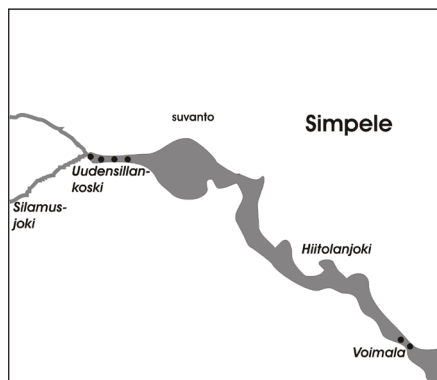 suvanto
Simpele
Uudensillan-
koski
Silamus-
joki
Hiitolanjoki
Voimala